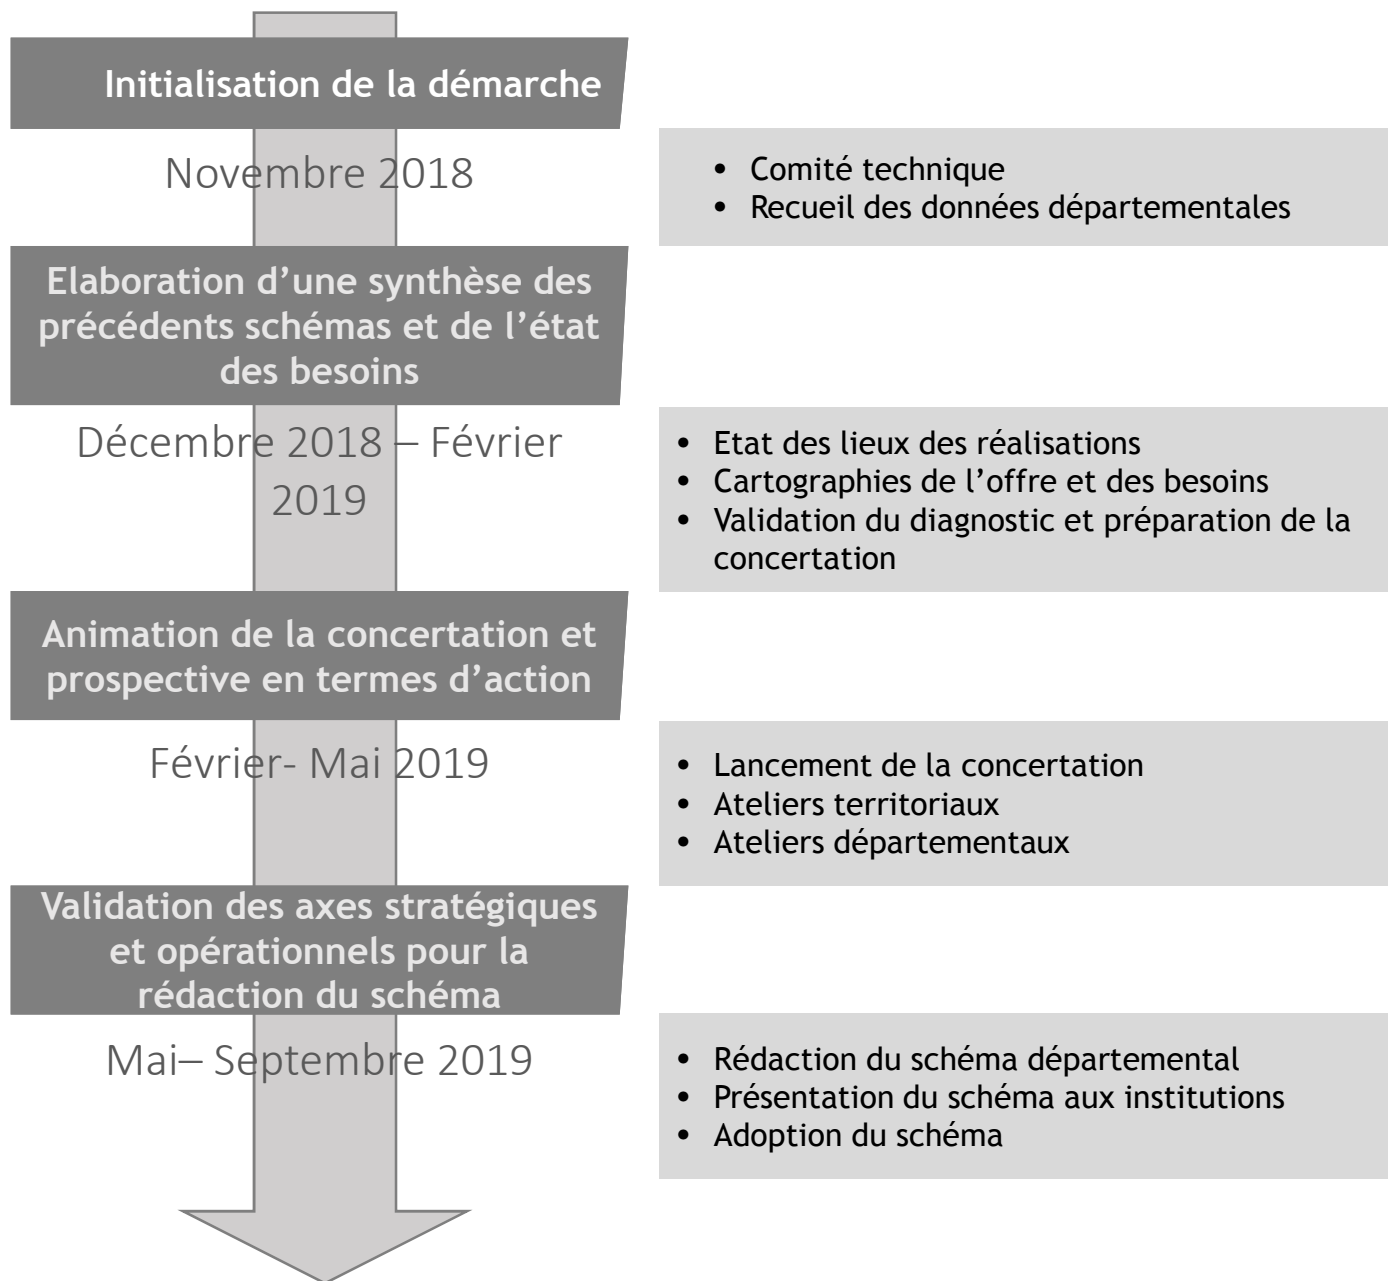 Initialisation de la démarche
Novembre 2018
• Comité technique
• Recueil des données départementales
Elaboration d’une synthèse des
précédents schémas et de l’état
des besoins
Décembre 2018 – Février
2019
• Etat des lieux des réalisations
• Cartographies de l’offre et des besoins
• Validation du diagnostic et préparation de la
concertation
Animation de la concertation et
prospective en termes d’action
Février- Mai 2019
• Lancement de la concertation
• Ateliers territoriaux
• Ateliers départementaux
Validation des axes stratégiques
et opérationnels pour la
rédaction du schéma
Mai– Septembre 2019
• Rédaction du schéma départemental
• Présentation du schéma aux institutions
• Adoption du schéma